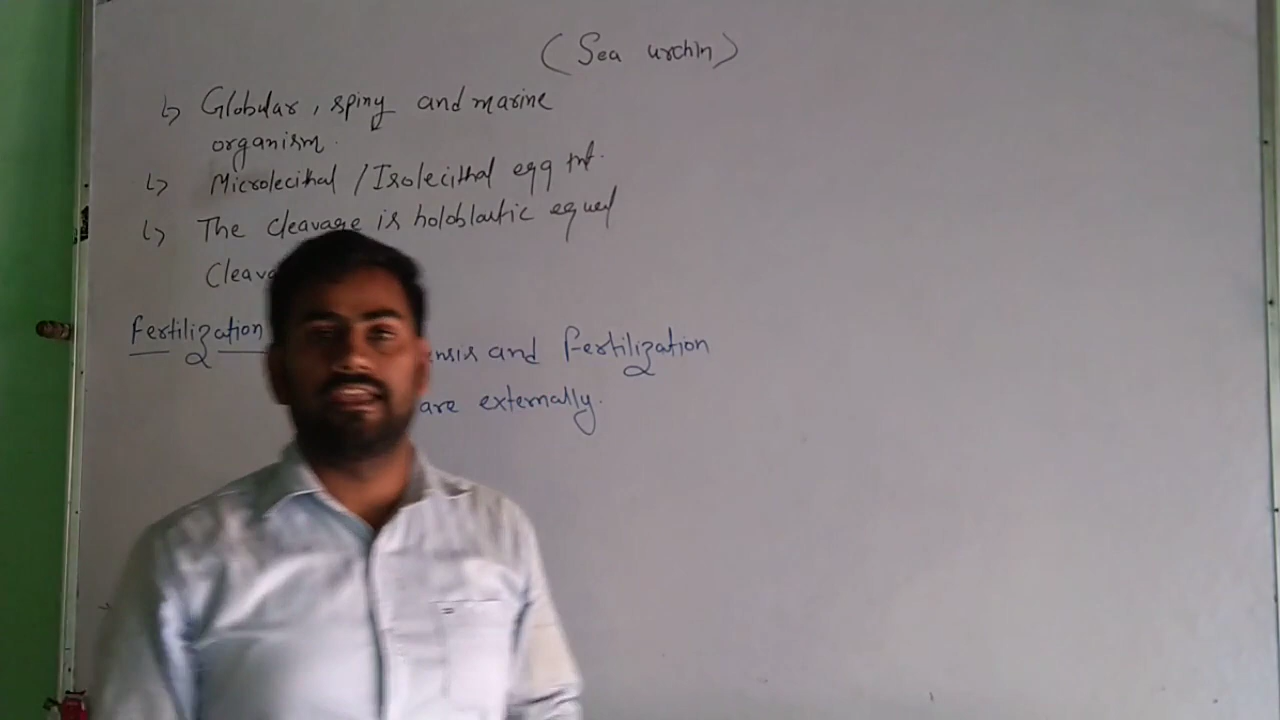 (Sea urchin)
↳ Globular, spiny and marine
organism.
↳ Microlecithal / Isolecithal egg
↳ The cleavage is holoblastic equal
Fertilization
and fertilization
are externally.